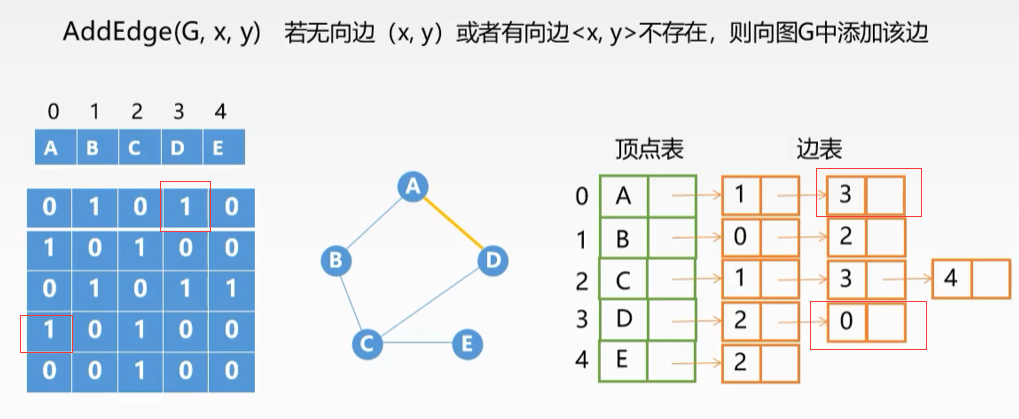 AddEdge(G, x, y) 若无向边（x, y）或者有向边<x, y>不存在，则向图G中添加该边
0 1 2 3 4
A B C D E
0 1 0 1 0
1 0 1 0 0
0 1 0 1 1
1 0 1 0 0
0 0 1 0 0
A
B
D
C
E
顶点表 边表
0 A 1 3
1 B 0 2
2 C 1 3 4
3 D 2 0
4 E 2